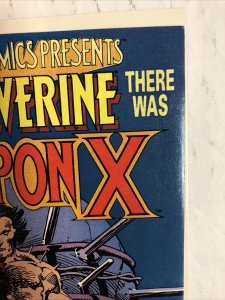 MICS PRESENTS
VERINE THERE
WAS
PON X